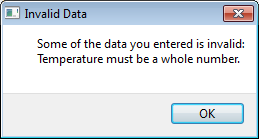 Invalid Data
Some of the data you entered is invalid:
Temperature must be a whole number.
OK